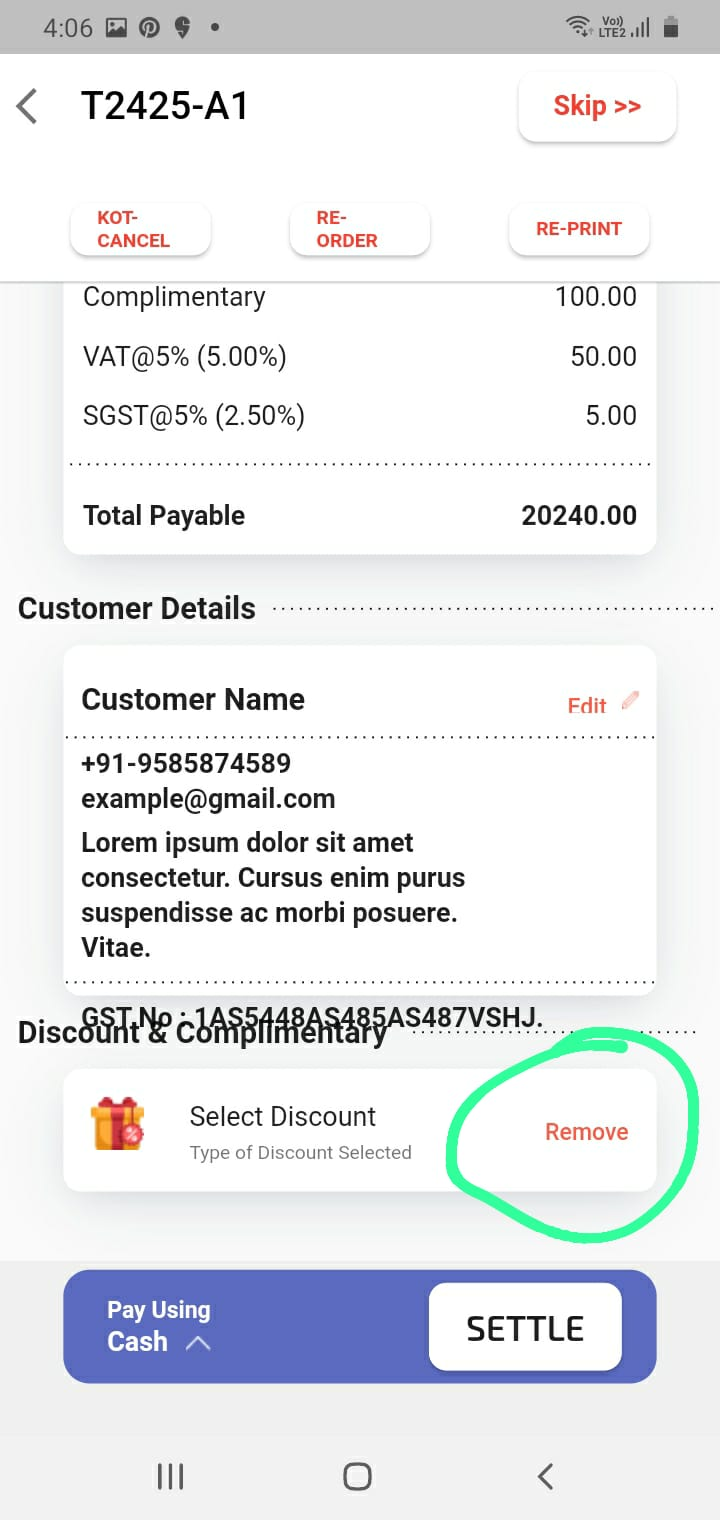 4:06 Vo)) LTE2
T2425-A1 Skip >>
KOT-CANCEL RE-ORDER RE-PRINT
Complimentary 100.00
VAT@5% (5.00%) 50.00
SGST@5% (2.50%) 5.00
Total Payable 20240.00
Customer Details
Customer Name Edit
+91-9585874589
example@gmail.com
Lorem ipsum dolor sit amet
consectetur. Cursus enim purus
suspendisse ac morbi posuere.
Vitae.
GST.No : 1AS5448AS485AS487VSHJ.
Discount & Complimentary
Select Discount
Type of Discount Selected
Remove
Pay Using
Cash
SETTLE